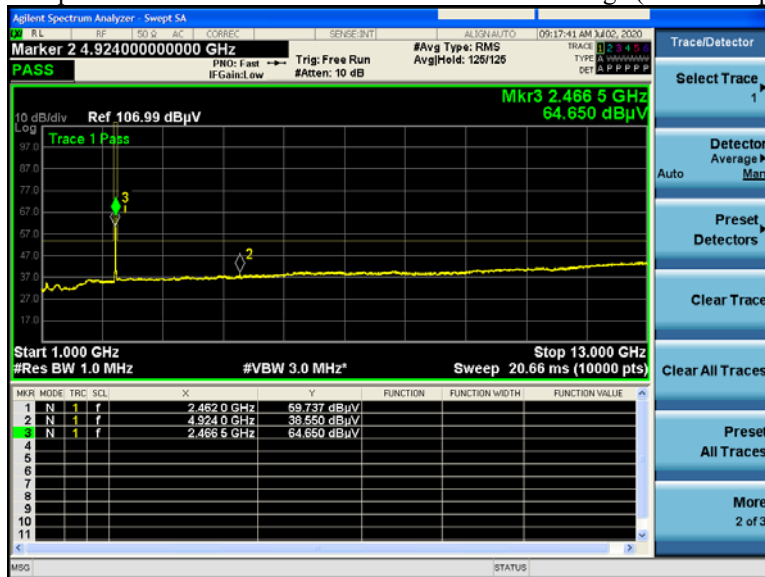 Agilent Spectrum Analyzer - Swept SA
RL RF 50 Ω AC CORREC SENSE:INT ALIGN AUTO 09:17:41 AM Jul 02, 2020
Marker 2 4.924000000000 GHz
#Avg Type: RMS
TRACE 1 2 3 4 5 6
PASS
PNO: Fast
Trig: Free Run
Avg|Hold: 125/125
TYPE A WWWWW
IFGain:Low
#Atten: 10 dB
DET A P P P P P
Mkr3 2.466 5 GHz
10 dB/div Ref 106.99 dBµV 64.650 dBµV
Log
Trace 1 Pass
97.0
87.0
77.0
67.0
57.0
47.0
37.0
27.0
17.0
3
1
2
Start 1.000 GHz Stop 13.000 GHz
#Res BW 1.0 MHz #VBW 3.0 MHz* Sweep 20.66 ms (10000 pts)
MKR MODE TRC SCL X Y FUNCTION FUNCTION WIDTH FUNCTION VALUE
1 N 1 f 2.462 0 GHz 59.737 dBµV
2 N 1 f 4.924 0 GHz 38.550 dBµV
3 N 1 f 2.466 5 GHz 64.650 dBµV
4
5
6
7
8
9
10
11
MSG STATUS
Trace/Detector
Select Trace
1
Detector
Average
Auto Man
Preset
Detectors
Clear Trace
Clear All Traces
Preset
All Traces
More
2 of 3